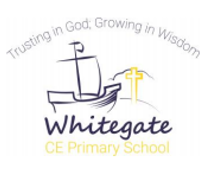 Trusting in God; Growing in Wisdom
Whitegate
CE Primary School